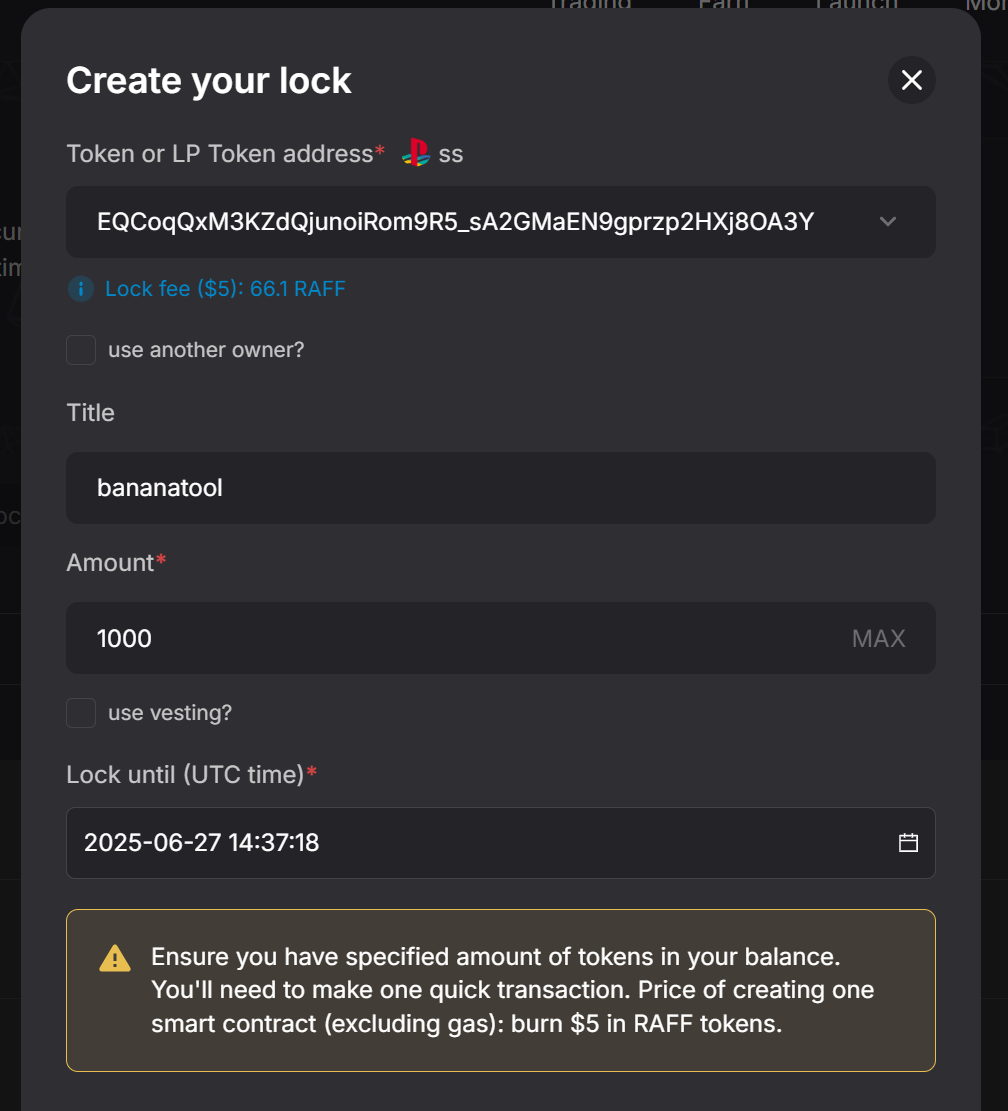 Trading Earn Launch
Create your lock
Token or LP Token address* ss
EQCoqQxM3KZdQjunoiRom9R5_sA2GMaEN9gprzp2HXj8OA3Y
Lock fee ($5): 66.1 RAFF
use another owner?
Title
bananatool
Amount*
1000 MAX
use vesting?
Lock until (UTC time)*
2025-06-27 14:37:18
Ensure you have specified amount of tokens in your balance.
You'll need to make one quick transaction. Price of creating one
smart contract (excluding gas): burn $5 in RAFF tokens.